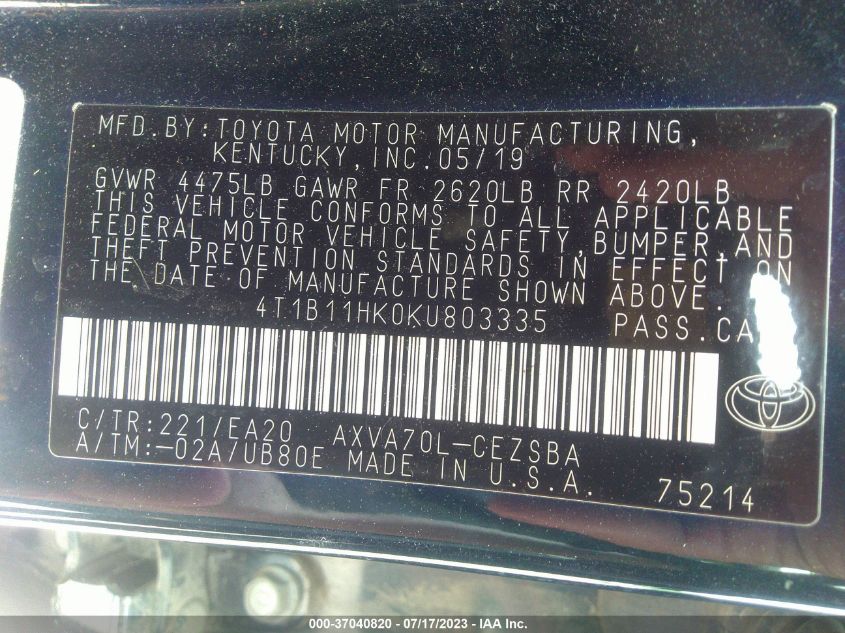 MFD.BY:TOYOTA MOTOR MANUFACTURING,
KENTUCKY,INC.05/19
GVWR 4475LB GAWR FR 2620LB RR 2420LB
THIS VEHICLE CONFORMS TO ALL APPLICABLE
FEDERAL MOTOR VEHICLE SAFETY,BUMPER,AND
THEFT PREVENTION STANDARDS IN EFFECT ON
THE DATE OF MANUFACTURE SHOWN ABOVE.
4T1B11HK0KU803335 PASS.CA
C/TR:221/EA20 AXVA70L-CEZSBA
A/TM:-02A/UB80E MADE IN U.S.A. 75214
000-37040820 - 07/17/2023 - IAA Inc.